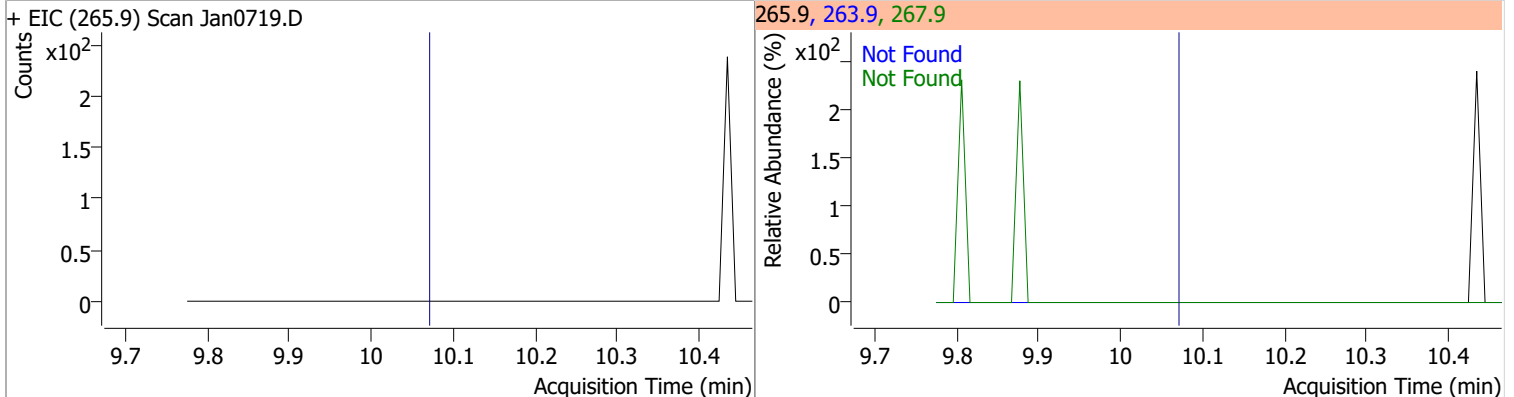 + EIC (265.9) Scan Jan0719.D
Counts
x10²
2
1.5
1
0.5
0
9.7 9.8 9.9 10 10.1 10.2 10.3 10.4
Acquisition Time (min)
265.9, 263.9, 267.9
Relative Abundance (%)
x10²
Not Found
Not Found
2
1.5
1
0.5
0
9.7 9.8 9.9 10 10.1 10.2 10.3 10.4
Acquisition Time (min)